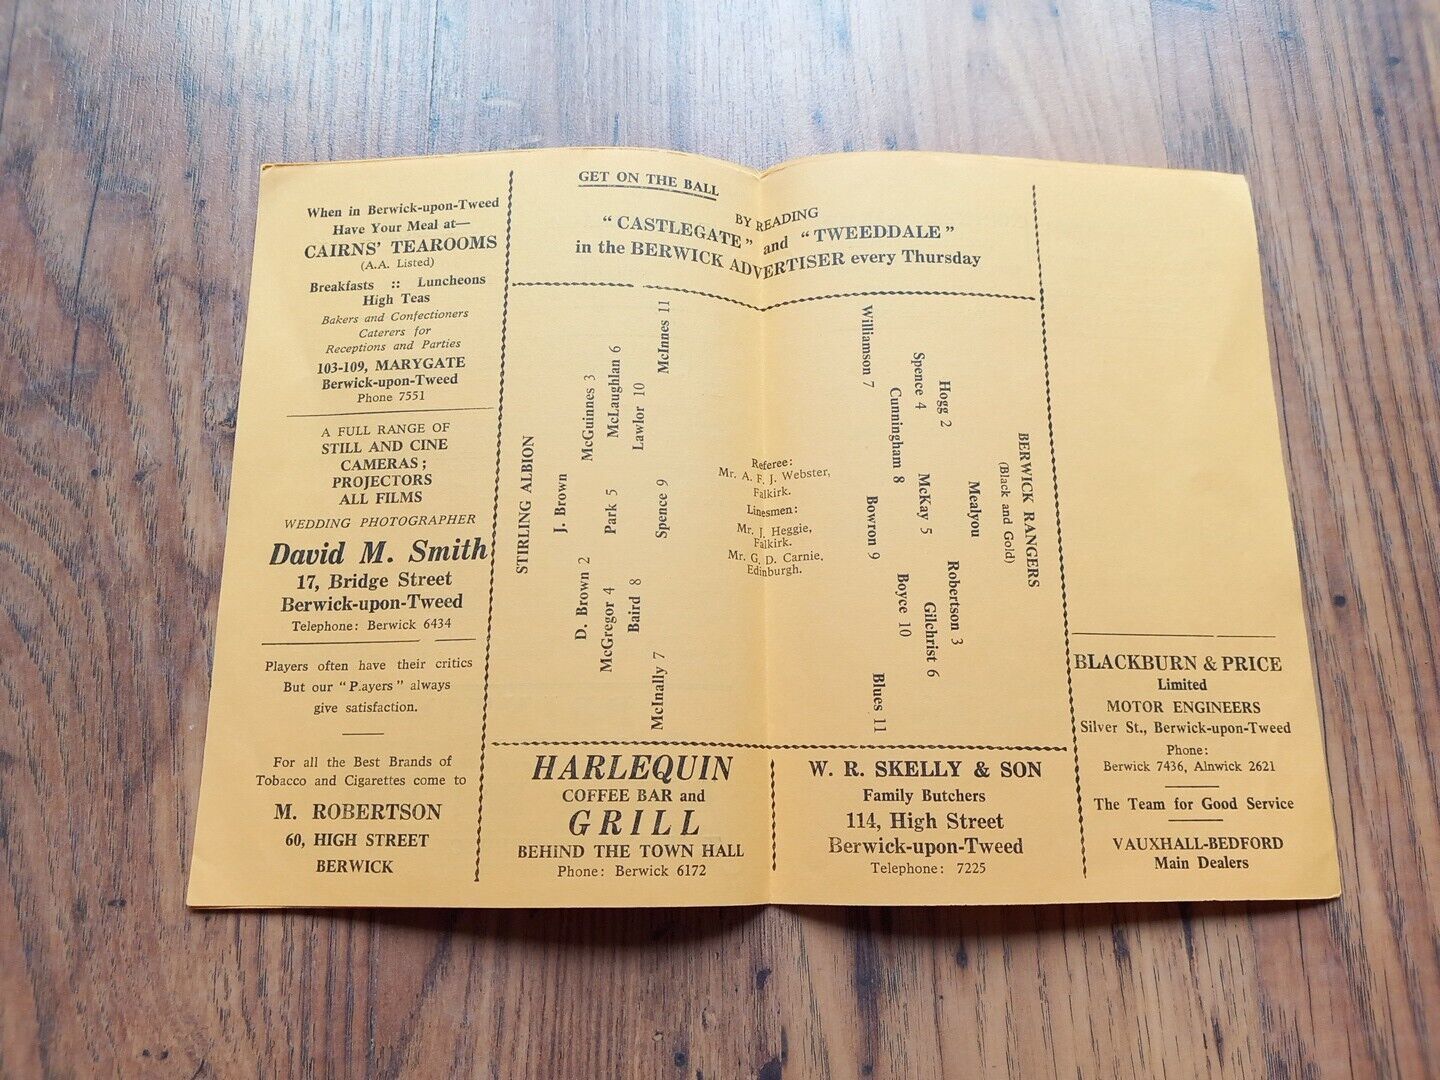 When in Berwick-upon-Tweed
Have Your Meal at—
CAIRNS' TEAROOMS
(A.A. Listed)
Breakfasts :: Luncheons
High Teas
Bakers and Confectioners
Caterers for
Receptions and Parties
103-109, MARYGATE
Berwick-upon-Tweed
Phone 7551
A FULL RANGE OF
STILL AND CINE
CAMERAS;
PROJECTORS
ALL FILMS
WEDDING PHOTOGRAPHER
David M. Smith
17, Bridge Street
Berwick-upon-Tweed
Telephone: Berwick 6434
Players often have their critics
But our "P.ayers" always
give satisfaction.
For all the Best Brands of
Tobacco and Cigarettes come to
M. ROBERTSON
60, HIGH STREET
BERWICK
GET ON THE BALL
BY READING
"CASTLEGATE" and "TWEEDDALE"
in the BERWICK ADVERTISER every Thursday
STIRLING ALBION
J. Brown
D. Brown 2 McGuinnes 3
McGregor 4 Park 5 McLaughlan 6
Baird 8 Lawlor 10
McInally 7 Spence 9 McInnes 11
Referee:
Mr. A. F. J. Webster,
Falkirk.
Linesmen:
Mr. J. Heggie,
Falkirk.
Mr. G. D. Carnie,
Edinburgh.
Williamson 7 Bowron 9 Blues 11
Cunningham 8 Boyce 10
Spence 4 McKay 5 Gilchrist 6
Hogg 2 Robertson 3
Mealyou
(Black and Gold)
BERWICK RANGERS
HARLEQUIN
COFFEE BAR and
GRILL
BEHIND THE TOWN HALL
Phone: Berwick 6172
W. R. SKELLY & SON
Family Butchers
114, High Street
Berwick-upon-Tweed
Telephone: 7225
BLACKBURN & PRICE
Limited
MOTOR ENGINEERS
Silver St., Berwick-upon-Tweed
Phone:
Berwick 7436, Alnwick 2621
The Team for Good Service
VAUXHALL-BEDFORD
Main Dealers